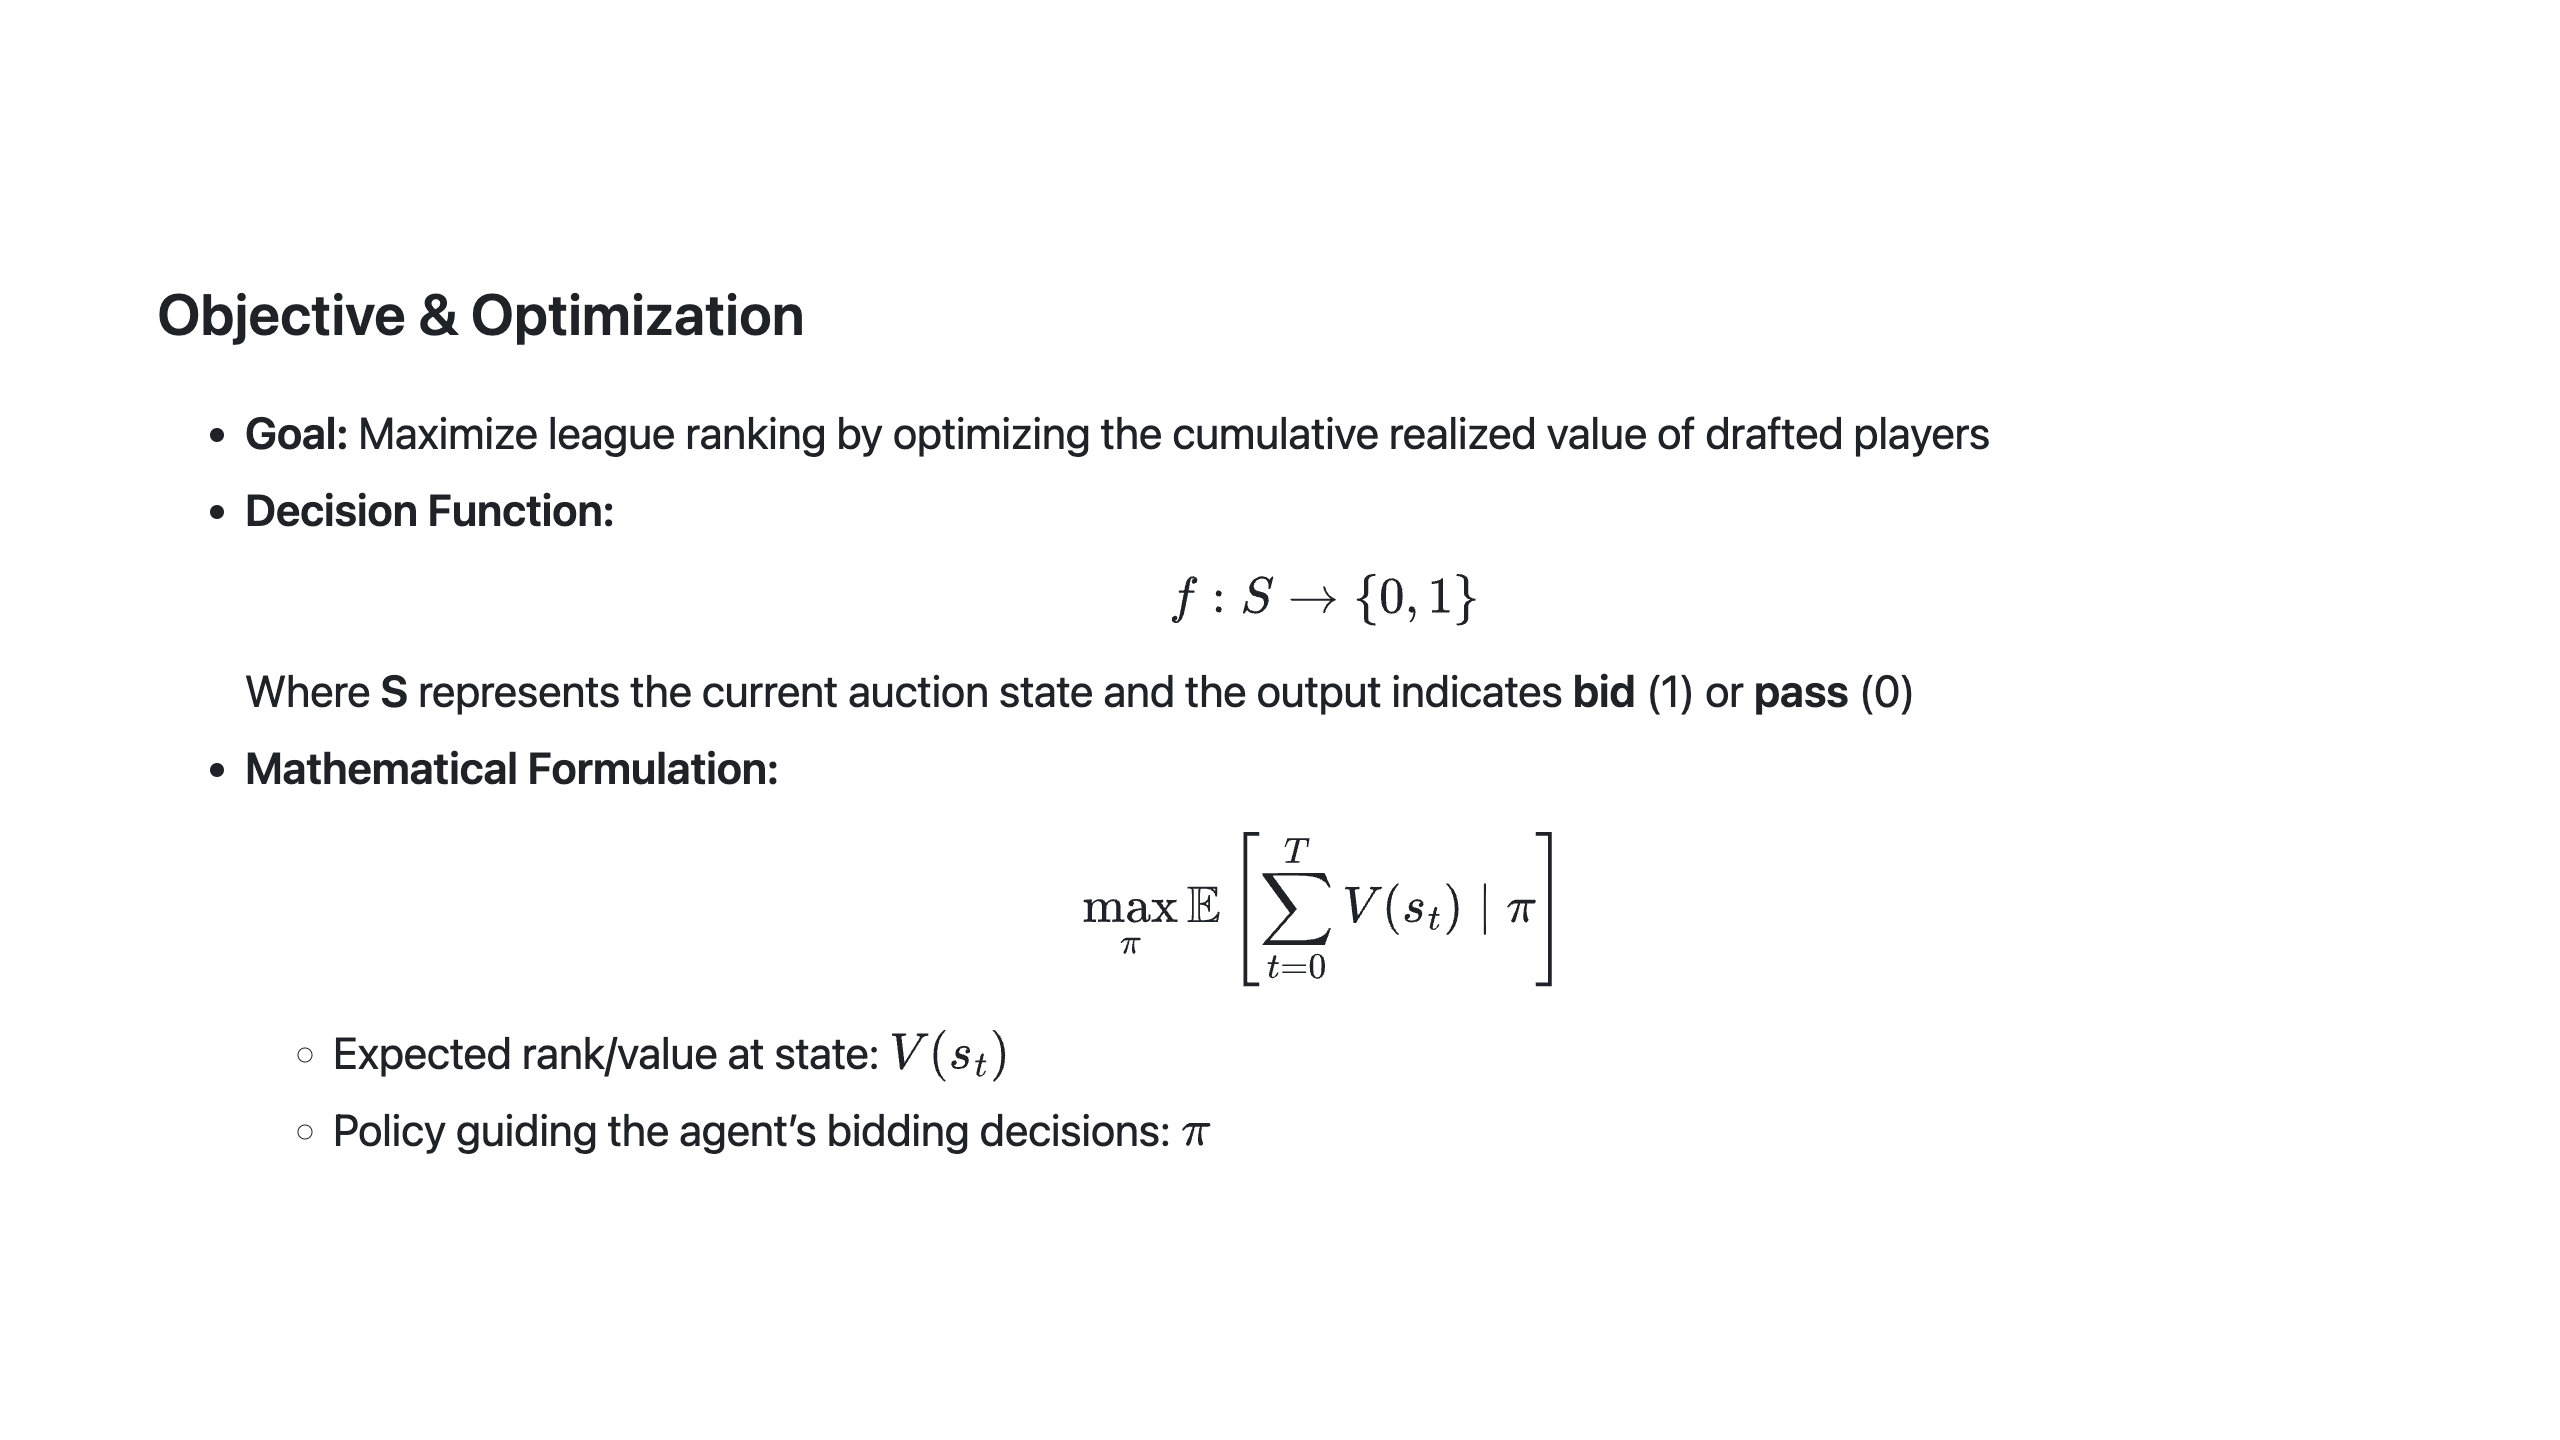 Objective & Optimization
• Goal: Maximize league ranking by optimizing the cumulative realized value of drafted players
• Decision Function:
f : S → {0, 1}
Where S represents the current auction state and the output indicates bid (1) or pass (0)
• Mathematical Formulation:
max_π 𝔼 [ ∑_{t=0}^{T} V(s_t) | π ]
◦ Expected rank/value at state: V(s_t)
◦ Policy guiding the agent’s bidding decisions: π